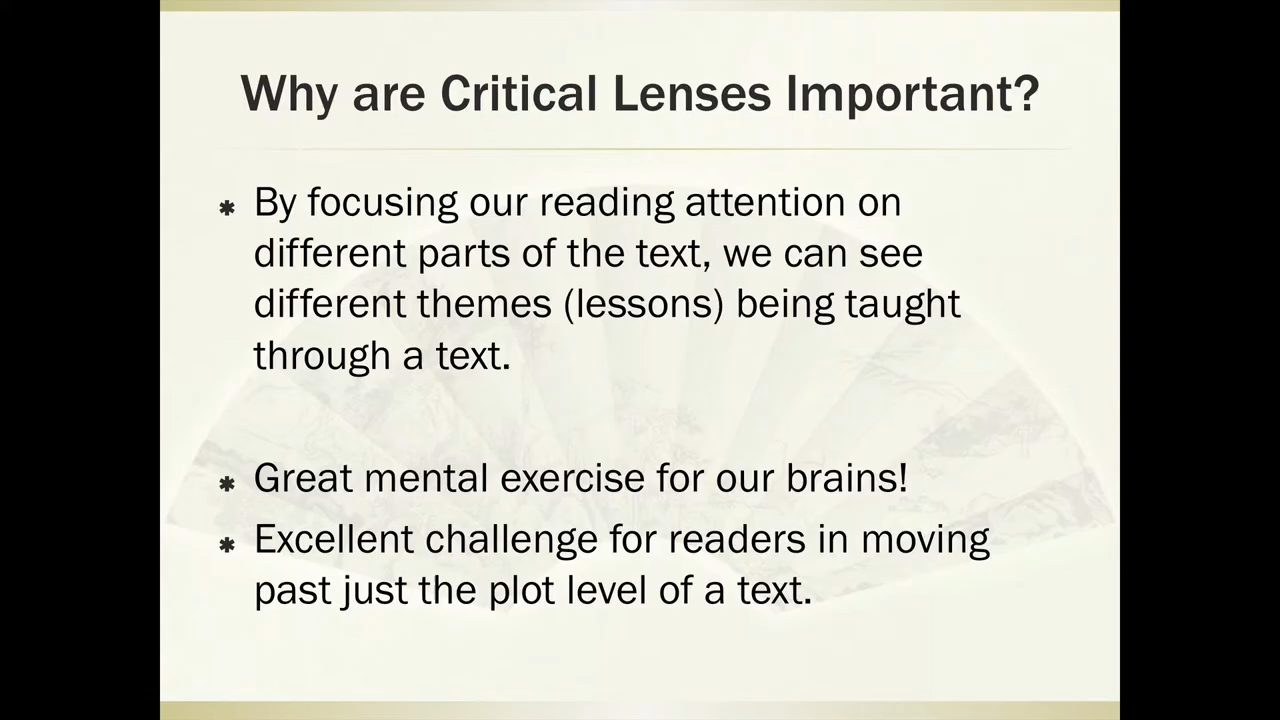 Why are Critical Lenses Important?
✱ By focusing our reading attention on
different parts of the text, we can see
different themes (lessons) being taught
through a text.
✱ Great mental exercise for our brains!
✱ Excellent challenge for readers in moving
past just the plot level of a text.